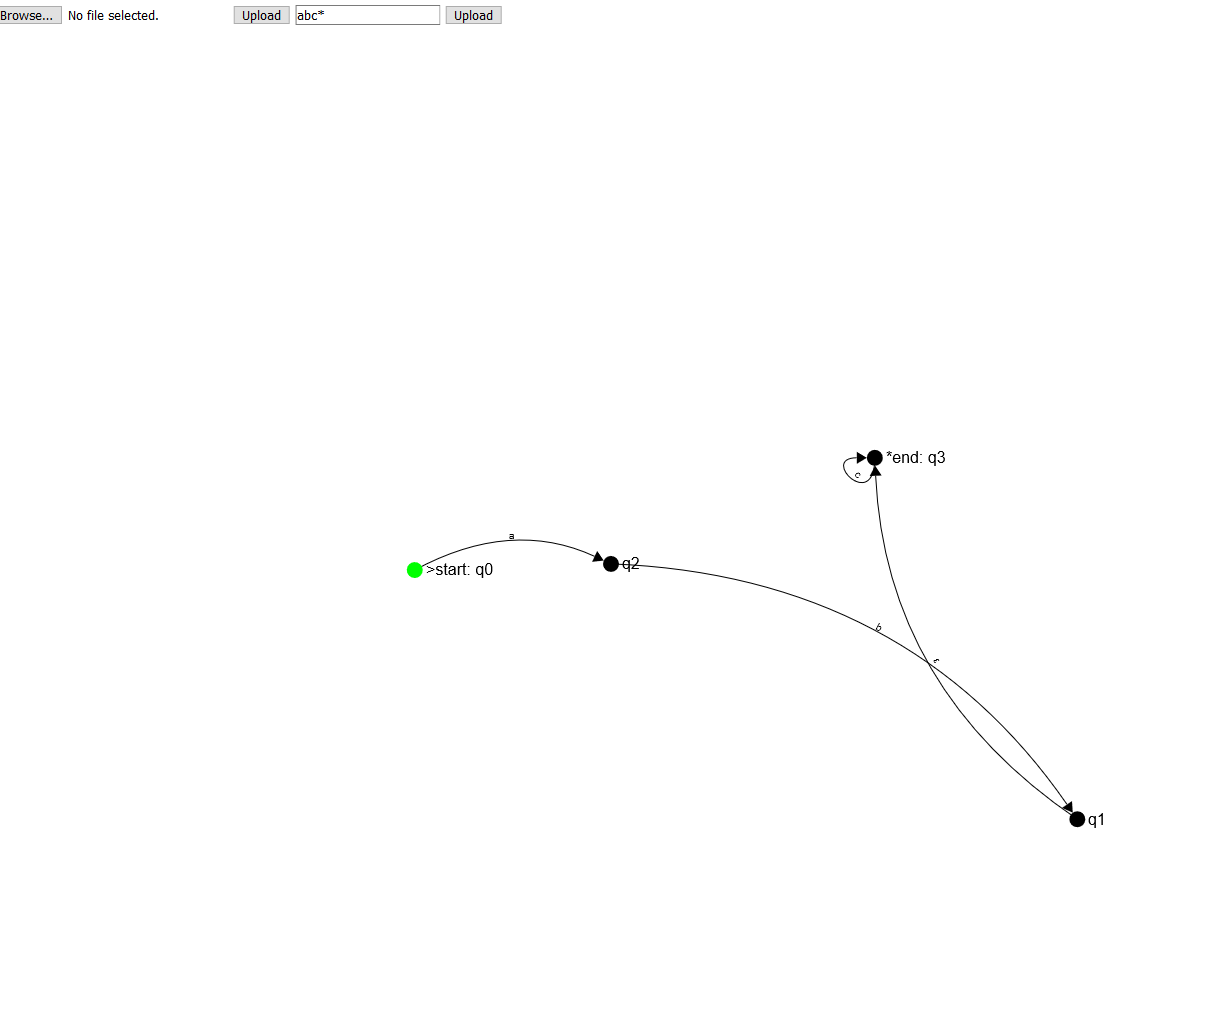 Browse... No file selected. Upload abc* Upload
*end: q3
c
a
>start: q0
q2
b
q1